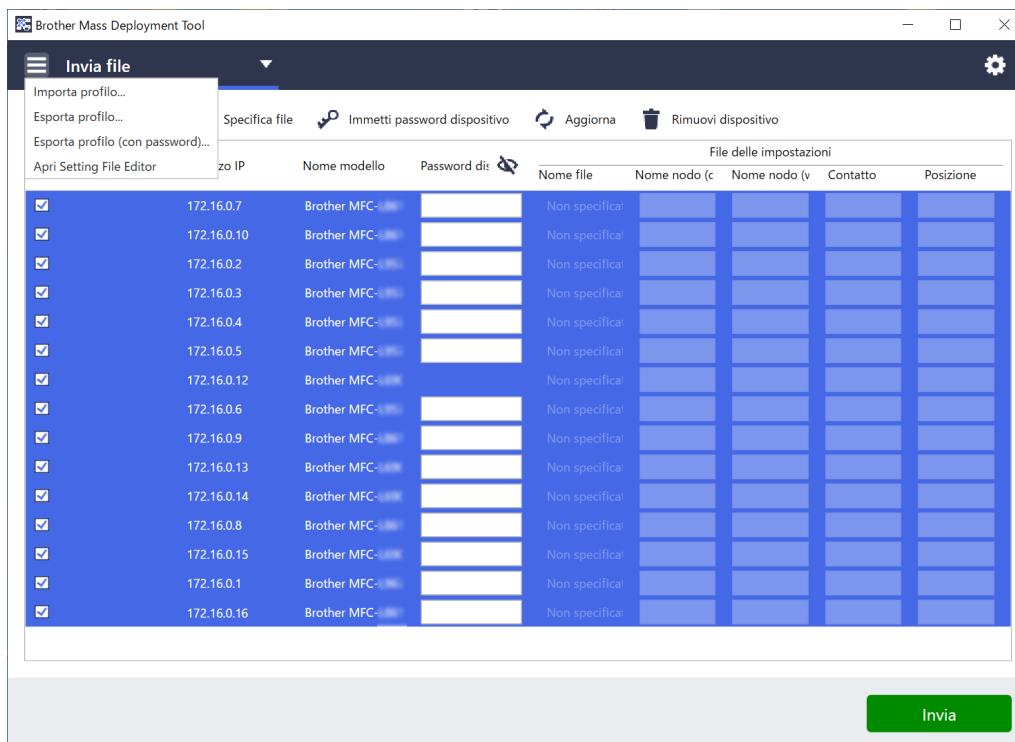 Brother Mass Deployment Tool
Invia file
Importa profilo...
Esporta profilo...
Esporta profilo (con password)...
Apri Setting File Editor
Specifica file
Immetti password dispositivo
Aggiorna
Rimuovi dispositivo
File delle impostazioni
zo IP
Nome modello
Password dis
Nome file
Nome nodo (c
Nome nodo (v
Contatto
Posizione
172.16.0.7 Brother MFC- Non specificat
172.16.0.10 Brother MFC- Non specificat
172.16.0.2 Brother MFC- Non specificat
172.16.0.3 Brother MFC- Non specificat
172.16.0.4 Brother MFC- Non specificat
172.16.0.5 Brother MFC- Non specificat
172.16.0.12 Brother MFC- Non specificat
172.16.0.6 Brother MFC- Non specificat
172.16.0.9 Brother MFC- Non specificat
172.16.0.13 Brother MFC- Non specificat
172.16.0.14 Brother MFC- Non specificat
172.16.0.8 Brother MFC- Non specificat
172.16.0.15 Brother MFC- Non specificat
172.16.0.1 Brother MFC- Non specificat
172.16.0.16 Brother MFC- Non specificat
Invia